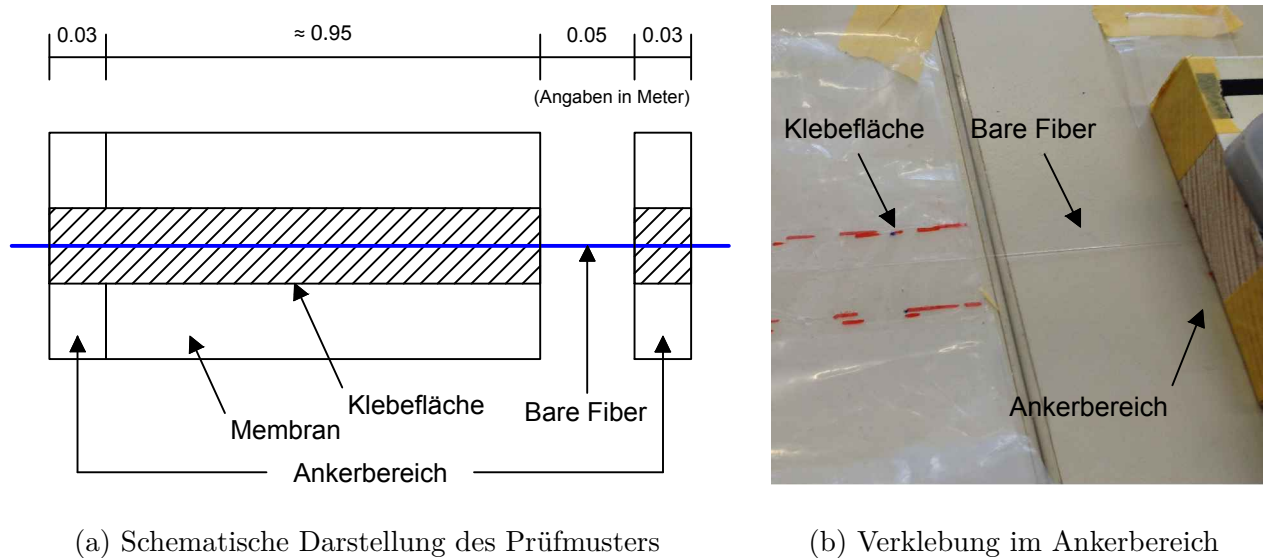 0.03
≈ 0.95
0.05
0.03
(Angaben in Meter)
Klebefläche
Bare Fiber
Membran
Ankerbereich
Klebefläche
Bare Fiber
Ankerbereich
(a) Schematische Darstellung des Prüfmusters
(b) Verklebung im Ankerbereich